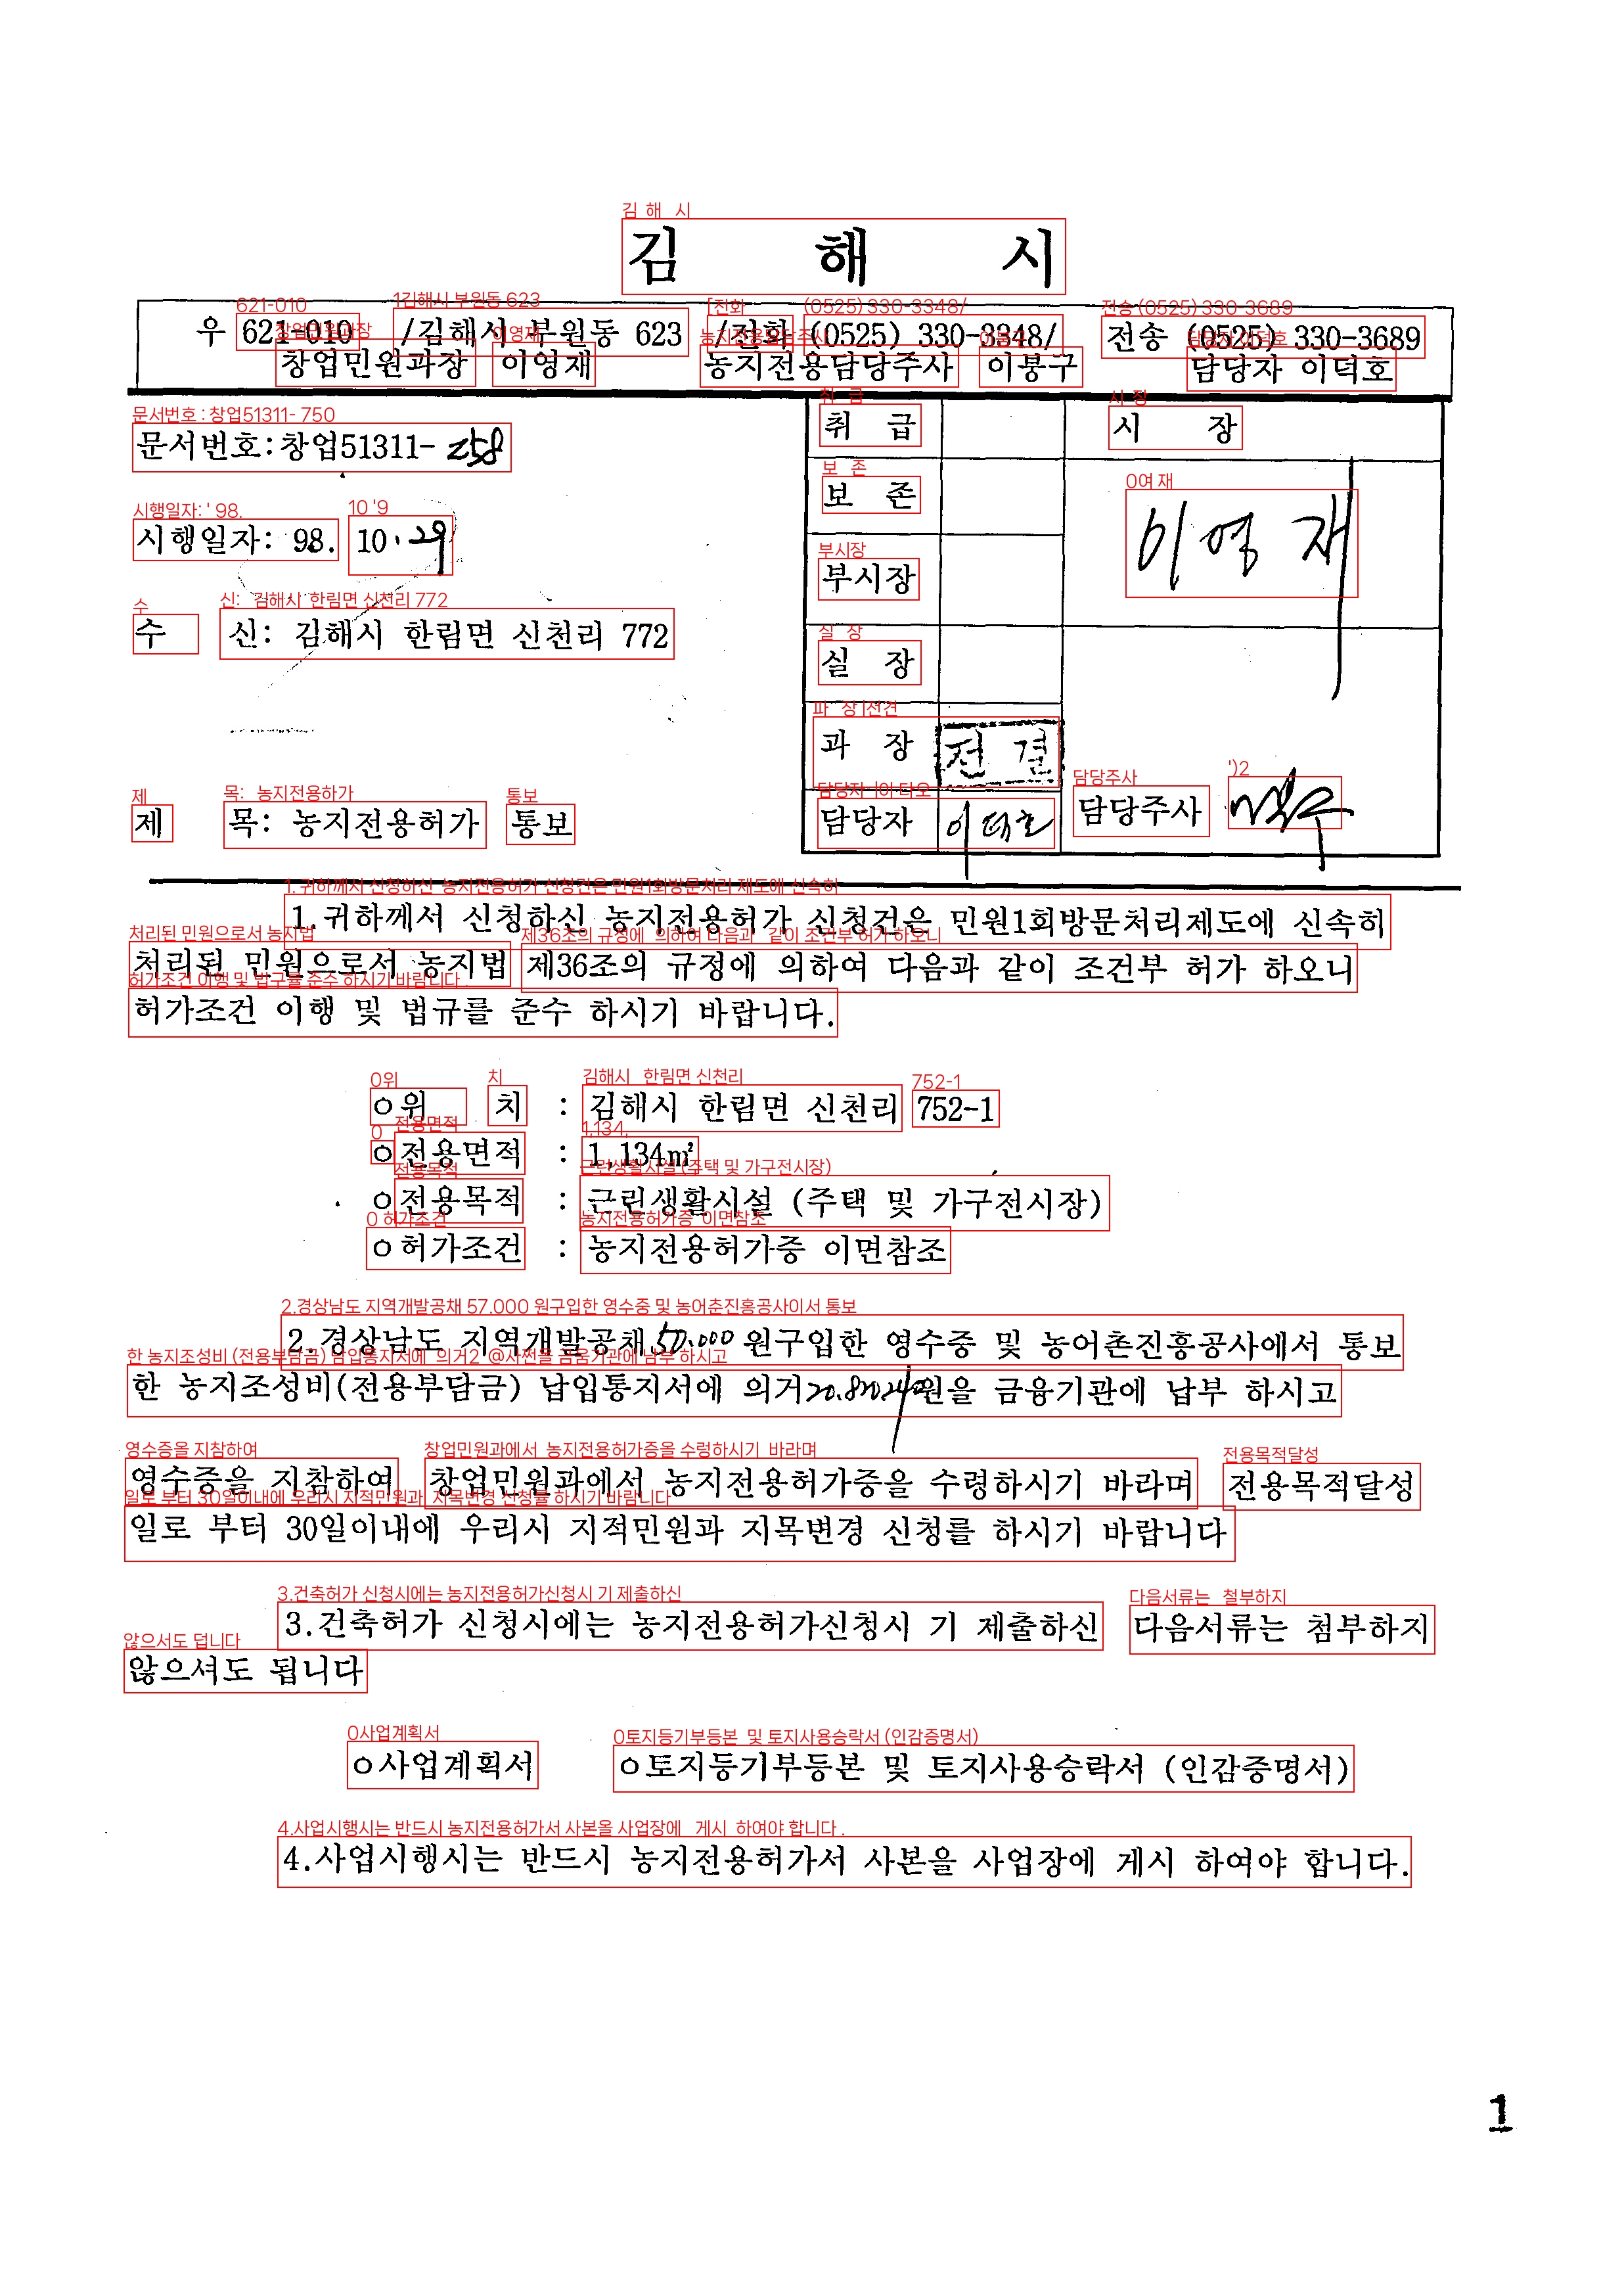 김 해 시
우 621-010 /김해시 부원동 623 /전화 (0525) 330-3348/ 전송 (0525) 330-3689
창업민원과장 이영재 농지전용담당주사 이봉구 담당자 이덕호
문서번호:창업51311-
취 급
시 장
보 존
시행일자: 98. 10. 29
이영재
부시장
수 신: 김해시 한림면 신천리 772
실 장
과 장 전결
제 목: 농지전용허가 통보
담당자 이덕호 담당주사
1.귀하께서 신청하신 농지전용허가 신청건은 민원1회방문처리제도에 신속히
처리된 민원으로서 농지법 제36조의 규정에 의하여 다음과 같이 조건부 허가 하오니
허가조건 이행 및 법규를 준수 하시기 바랍니다.
o위 치 : 김해시 한림면 신천리 752-1
o전용면적 : 1,134㎡
o전용목적 : 근린생활시설 (주택 및 가구전시장)
o허가조건 : 농지전용허가증 이면참조
2.경상남도 지역개발공채 57.000 원구입한 영수증 및 농어촌진흥공사에서 통보
한 농지조성비(전용부담금) 납입통지서에 의거 원을 금융기관에 납부 하시고
영수증을 지참하여 창업민원과에서 농지전용허가증을 수령하시기 바라며 전용목적달성
일로 부터 30일이내에 우리시 지적민원과 지목변경 신청를 하시기 바랍니다
3.건축허가 신청시에는 농지전용허가신청시 기 제출하신 다음서류는 첨부하지
않으셔도 됩니다
o사업계획서 o토지등기부등본 및 토지사용승락서 (인감증명서)
4.사업시행시는 반드시 농지전용허가서 사본을 사업장에 게시 하여야 합니다.
1